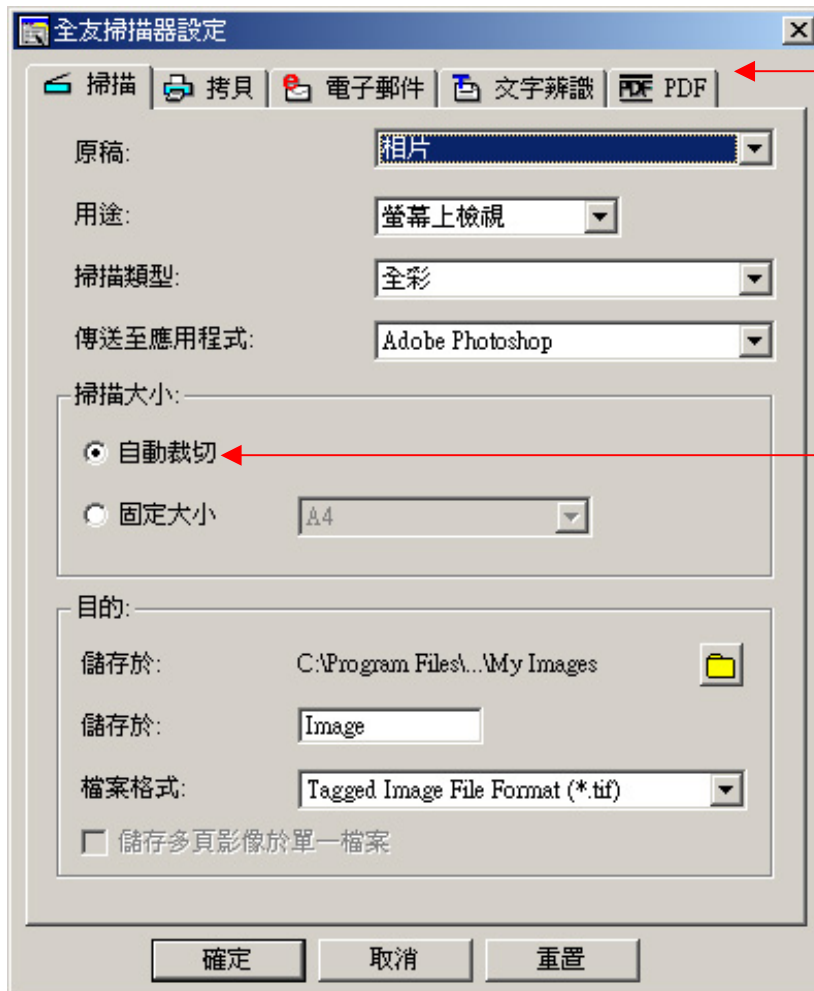 全友掃描器設定
掃描 拷貝 電子郵件 文字辨識 PDF PDF
原稿: 相片
用途: 螢幕上檢視
掃描類型: 全彩
傳送至應用程式: Adobe Photoshop
掃描大小:
自動裁切
固定大小 A4
目的:
儲存於: C:\Program Files\...\My Images
儲存於: Image
檔案格式: Tagged Image File Format (*.tif)
儲存多頁影像於單一檔案
確定 取消 重置